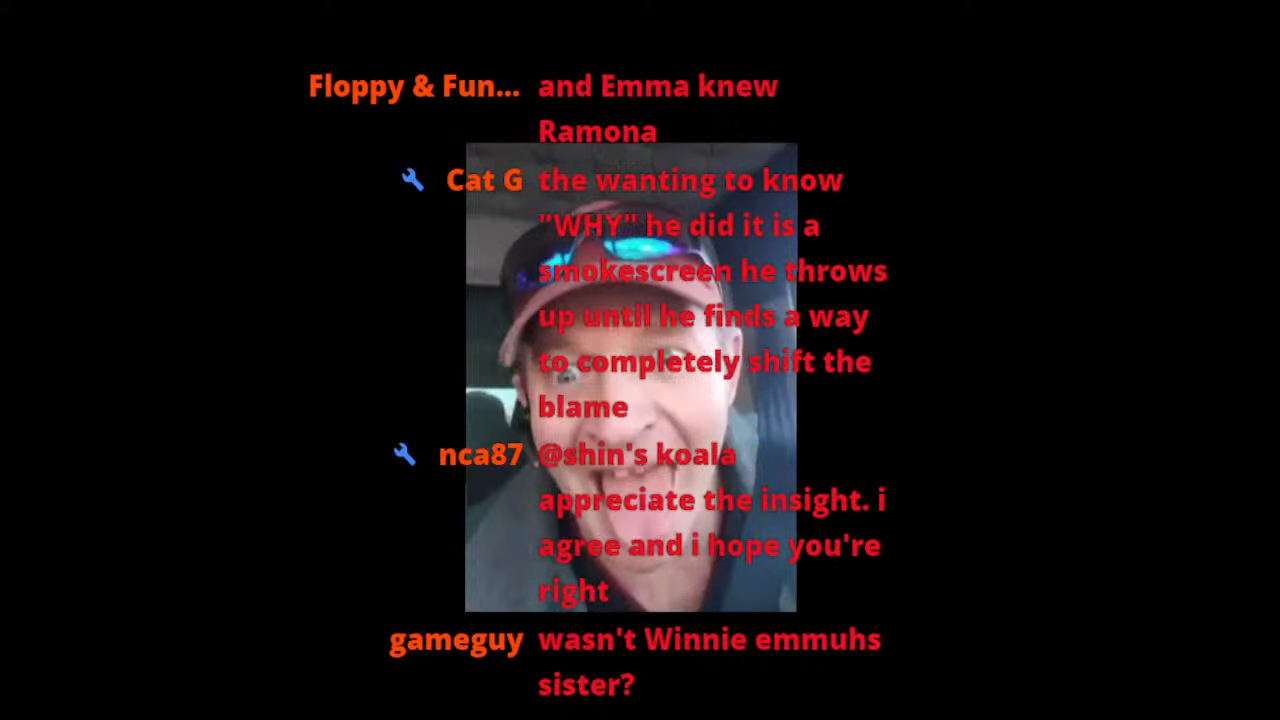 Floppy & Fun... and Emma knew
Ramona
Cat G the wanting to know
"WHY" he did it is a
smokescreen he throws
up until he finds a way
to completely shift the
blame
nca87 @shin's koala
appreciate the insight. i
agree and i hope you're
right
gameguy wasn't Winnie emmuhs
sister?